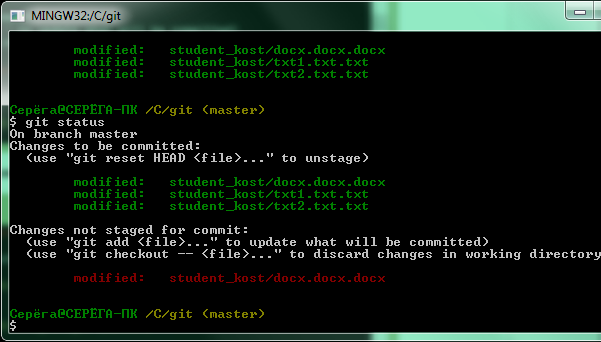 MINGW32:/C/git
modified:   student_kost/docx.docx.docx
modified:   student_kost/txt1.txt.txt
modified:   student_kost/txt2.txt.txt
Серёга@СЕРЁГА-ПК /C/git (master)
$ git status
On branch master
Changes to be committed:
(use "git reset HEAD <file>..." to unstage)
modified:   student_kost/docx.docx.docx
modified:   student_kost/txt1.txt.txt
modified:   student_kost/txt2.txt.txt
Changes not staged for commit:
(use "git add <file>..." to update what will be committed)
(use "git checkout -- <file>..." to discard changes in working directory
modified:   student_kost/docx.docx.docx
Серёга@СЕРЁГА-ПК /C/git (master)
$